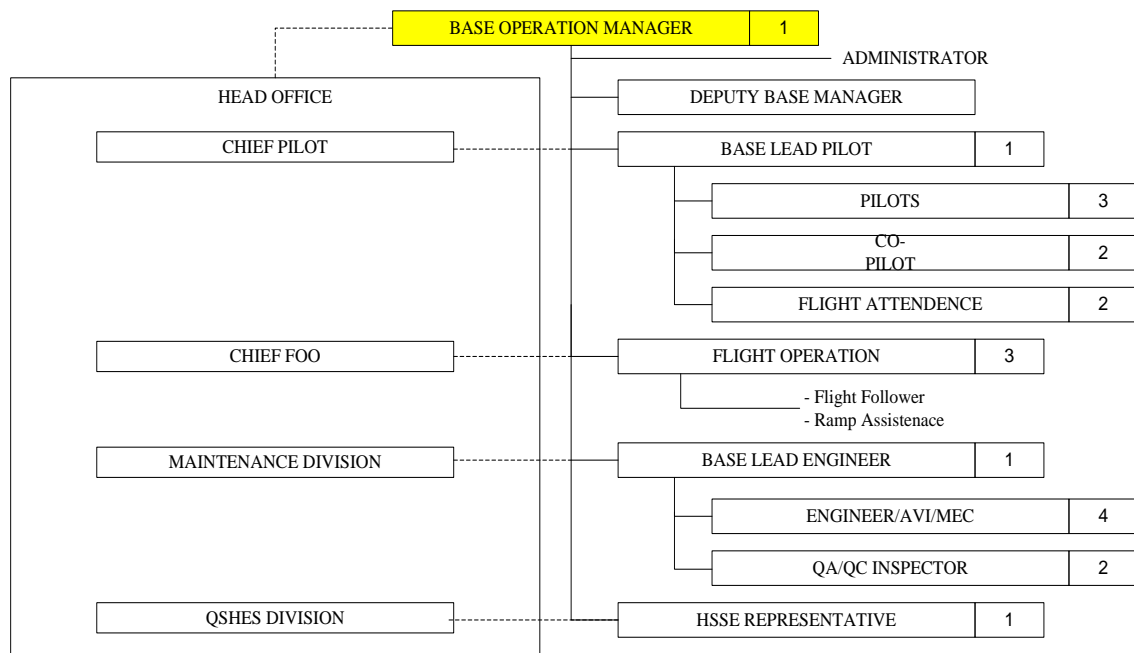 BASE OPERATION MANAGER 1
ADMINISTRATOR
HEAD OFFICE
DEPUTY BASE MANAGER
CHIEF PILOT
BASE LEAD PILOT 1
PILOTS 3
CO-
PILOT 2
FLIGHT ATTENDENCE 2
CHIEF FOO
FLIGHT OPERATION 3
- Flight Follower
- Ramp Assistenace
MAINTENANCE DIVISION
BASE LEAD ENGINEER 1
ENGINEER/AVI/MEC 4
QA/QC INSPECTOR 2
QSHES DIVISION
HSSE REPRESENTATIVE 1